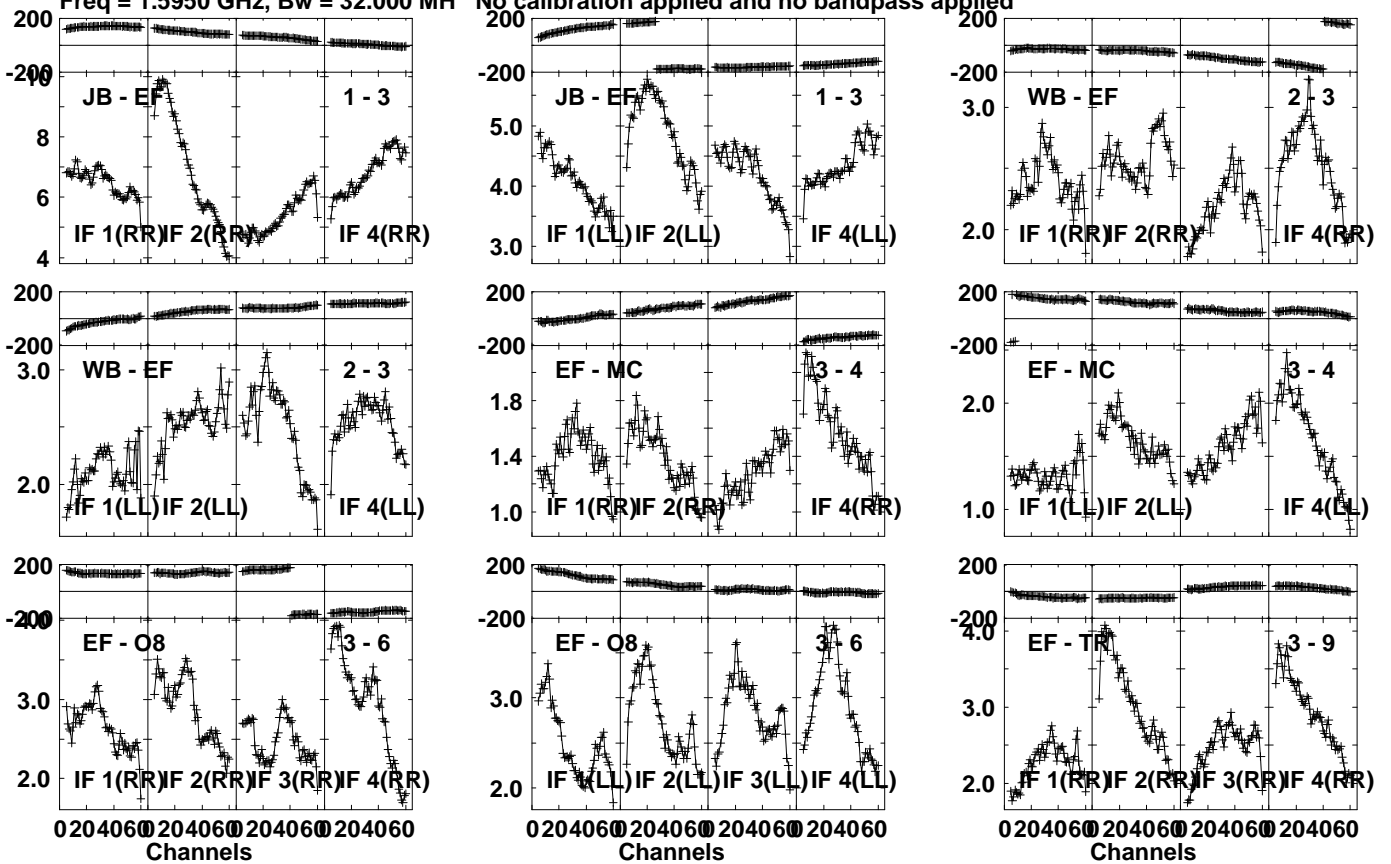 Freq = 1.5950 GHz, Bw = 32.000 MH No calibration applied and no bandpass applied
200 200 200
-200 -200 -200
10
JB - EF 1 - 3 JB - EF 1 - 3 WB - EF 2 - 3
3.0
8 5.0
6 4.0
IF 1(RR) IF 2(RR) IF 4(RR) IF 1(LL) IF 2(LL) IF 4(LL) IF 1(RR) IF 2(RR) IF 4(RR)
4 3.0 2.0
200 200 200
-200 -200 -200
3.0
WB - EF 2 - 3 EF - MC 3 - 4 EF - MC 3 - 4
1.8 2.0
1.4
2.0
IF 1(LL) IF 2(LL) IF 4(LL) IF 1(RR) IF 2(RR) IF 4(RR) IF 1(LL) IF 2(LL) IF 4(LL)
1.0 1.0
200 200 200
-200 -200 -200
4.0 4.0
EF - O8 3 - 6 EF - O8 3 - 6 EF - TR 3 - 9
3.0 3.0 3.0
IF 1(RR) IF 2(RR) IF 3(RR) IF 4(RR) IF 1(LL) IF 2(LL) IF 3(LL) IF 4(LL) IF 1(RR) IF 2(RR) IF 3(RR) IF 4(RR)
2.0 2.0 2.0
0 20 40 60 0 20 40 60 0 20 40 60 0 20 40 60 0 20 40 60 0 20 40 60 0 20 40 60 0 20 40 60 0 20 40 60 0 20 40 60 0 20 40 60 0 20 40 60
Channels Channels Channels